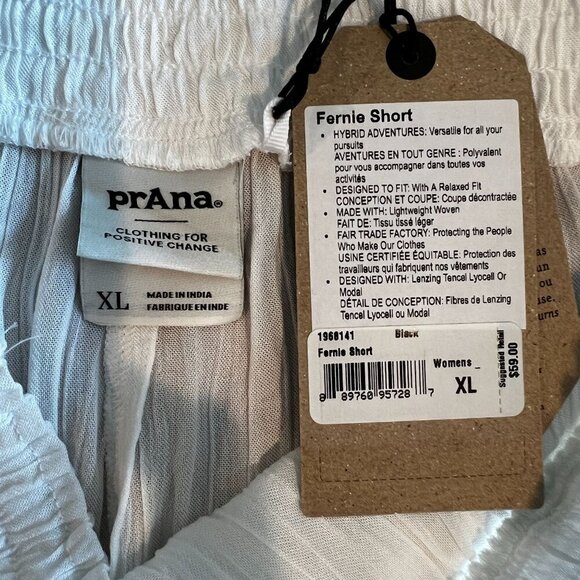 prAna®
CLOTHING FOR
POSITIVE CHANGE
XL
MADE IN INDIA
FABRIQUE EN INDE
Fernie Short
• HYBRID ADVENTURES: Versatile for all your
pursuits
AVENTURES EN TOUT GENRE : Polyvalent
pour vous accompagner dans toutes vos
activités
• DESIGNED TO FIT: With A Relaxed Fit
CONCEPTION ET COUPE: Coupe décontractée
• MADE WITH: Lightweight Woven
FAIT DE: Tissu tissé léger
• FAIR TRADE FACTORY: Protecting the People
Who Make Our Clothes
USINE CERTIFIÉE ÉQUITABLE: Protection des
travailleurs qui fabriquent nos vêtements
• DESIGNED WITH: Lenzing Tencel Lyocell Or
Modal
DÉTAIL DE CONCEPTION: Fibres de Lenzing
Tencel Lyocell ou Modal
1968141 Black
Fernie Short
Womens _
XL
8 89760 95728 7
Suggested Retail
$59.00
ou
use.
urns